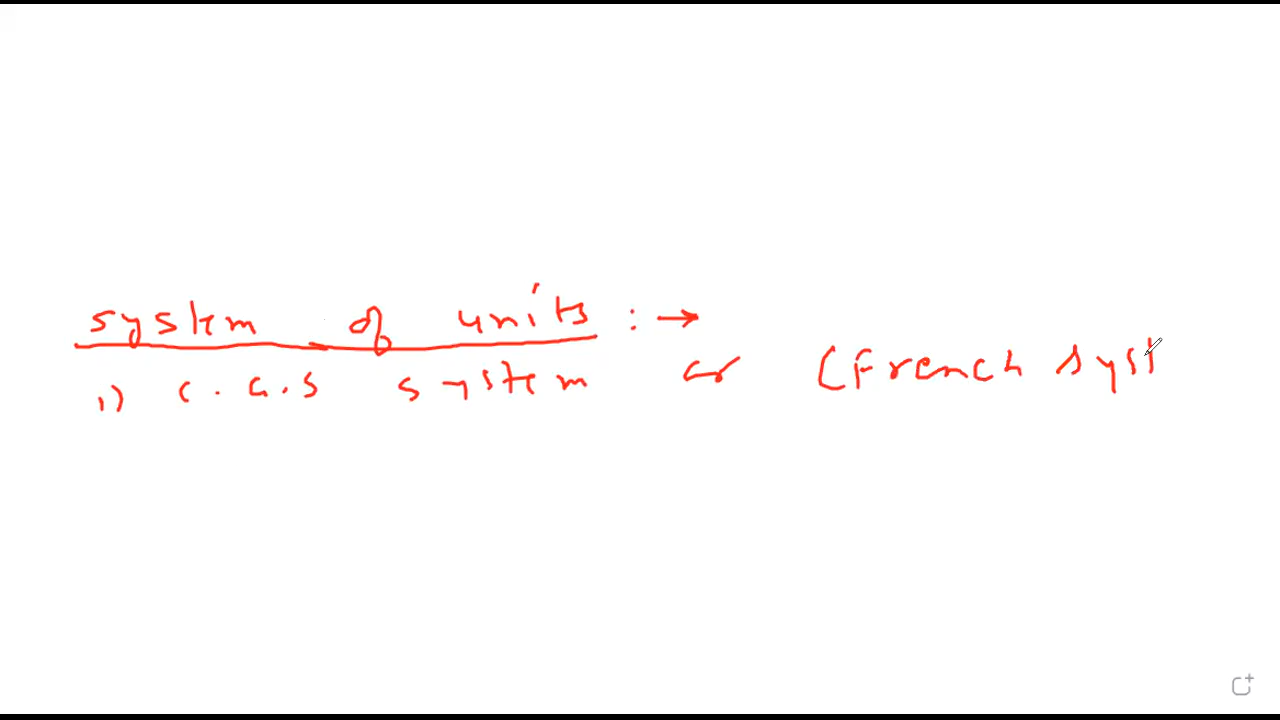 system of units : →
1) C.G.S system or (French syst